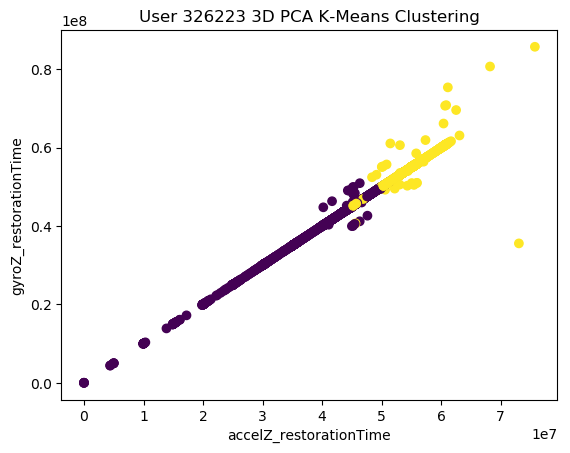 User 326223 3D PCA K-Means Clustering
1e8
0.8
0.6
0.4
0.2
0.0
gyroZ_restorationTime
0 1 2 3 4 5 6 7
1e7
accelZ_restorationTime